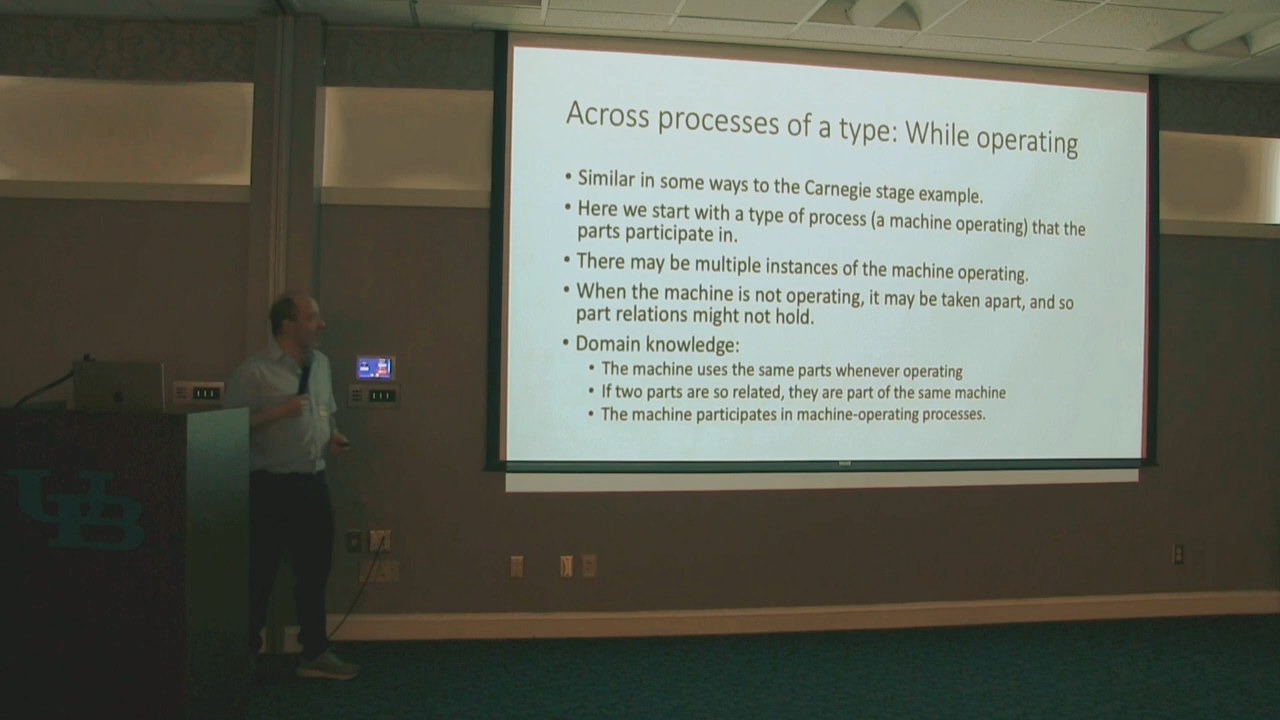 Across processes of a type: While operating
• Similar in some ways to the Carnegie stage example.
• Here we start with a type of process (a machine operating) that the
parts participate in.
• There may be multiple instances of the machine operating.
• When the machine is not operating, it may be taken apart, and so
part relations might not hold.
• Domain knowledge:
• The machine uses the same parts whenever operating
• If two parts are so related, they are part of the same machine
• The machine participates in machine-operating processes.
UB